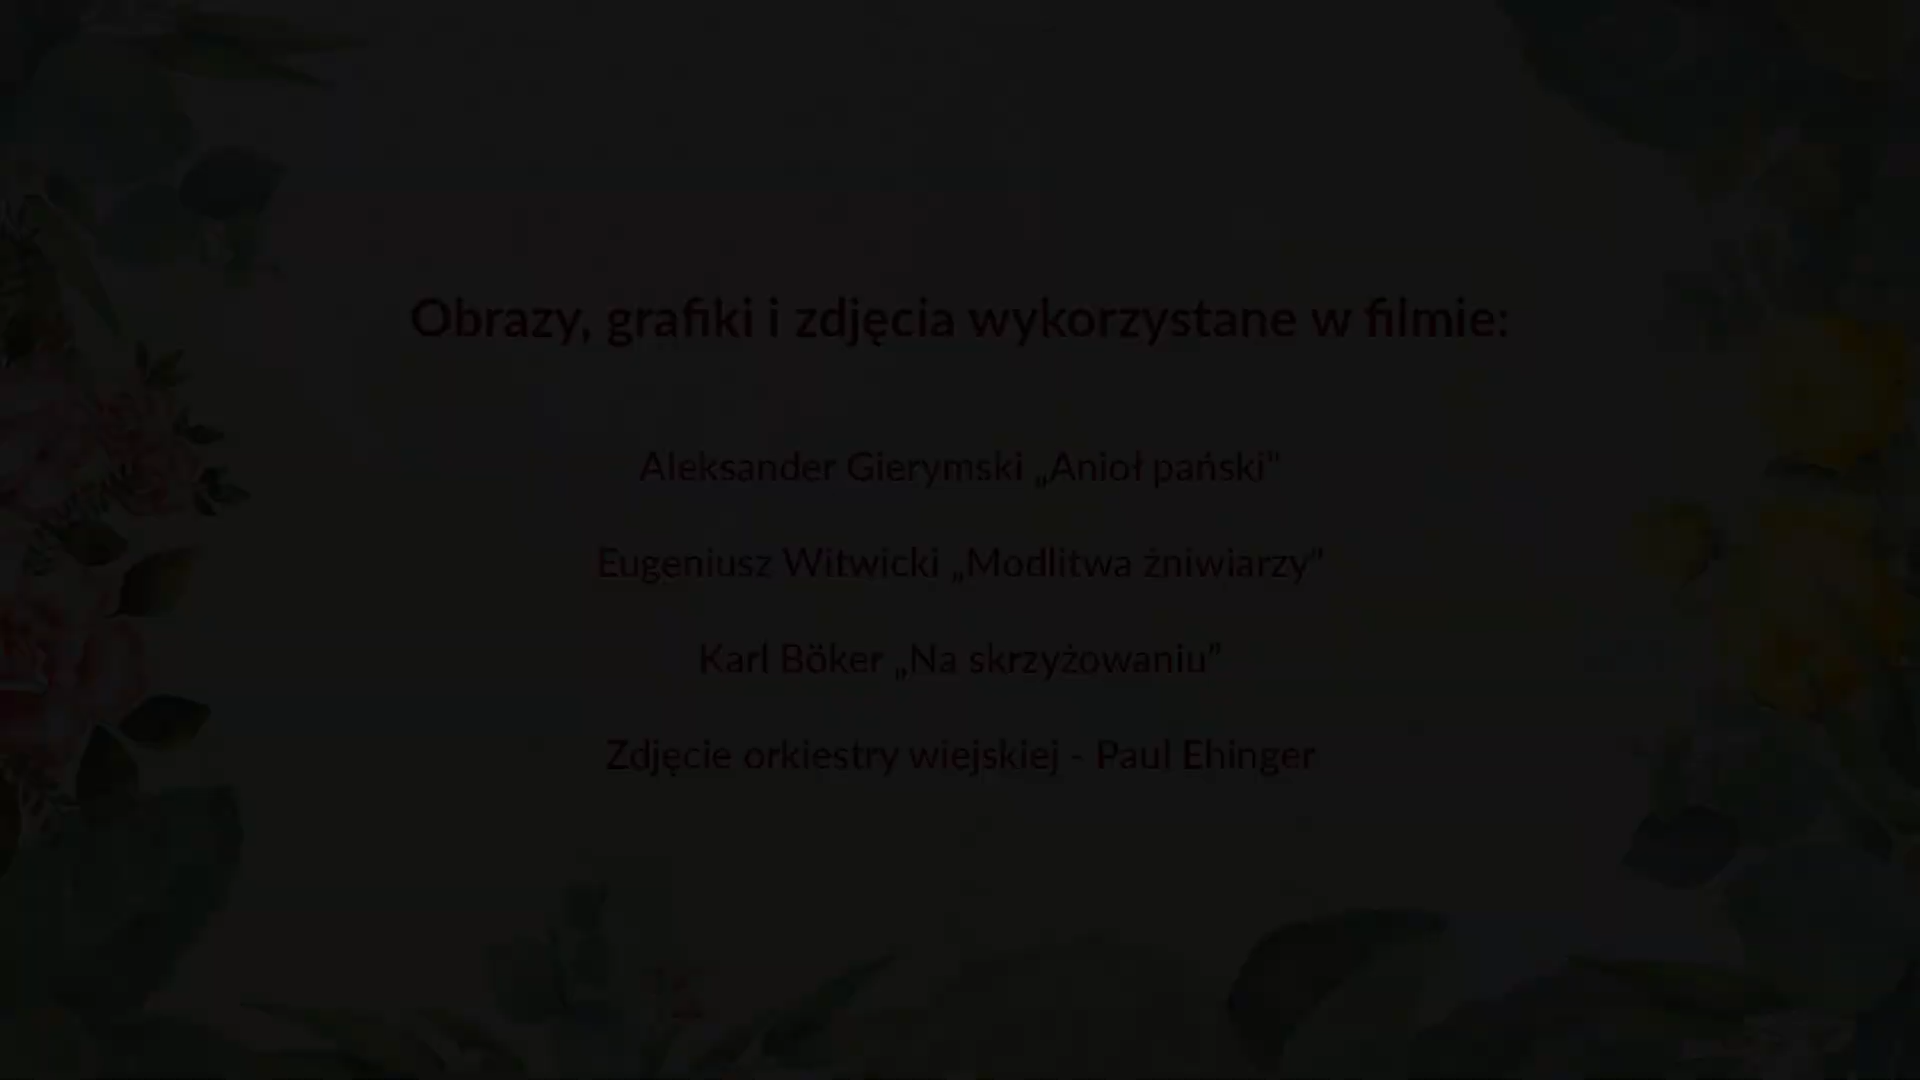 Obrazy, grafiki i zdjęcia wykorzystane w filmie:
Aleksander Gierymski „Anioł pański”
Eugeniusz Witwicki „Modlitwa żniwiarzy”
Karl Böker „Na skrzyżowaniu”
Zdjęcie orkiestry wiejskiej - Paul Ehinger